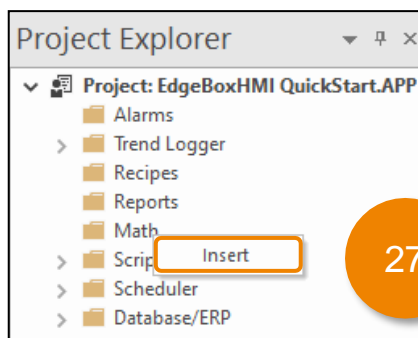 Project Explorer
Project: EdgeBoxHMI QuickStart.APP
Alarms
Trend Logger
Recipes
Reports
Math
Insert
Scrip
27
Scheduler
Database/ERP